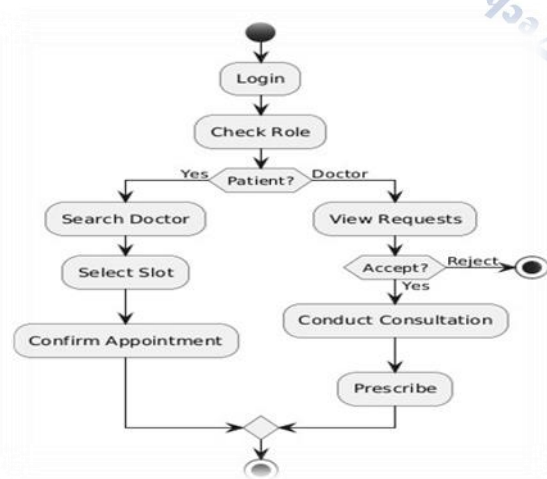 Login
Check Role
Yes Patient? Doctor
Search Doctor View Requests
Select Slot Accept? Reject
Yes
Confirm Appointment Conduct Consultation
Prescribe